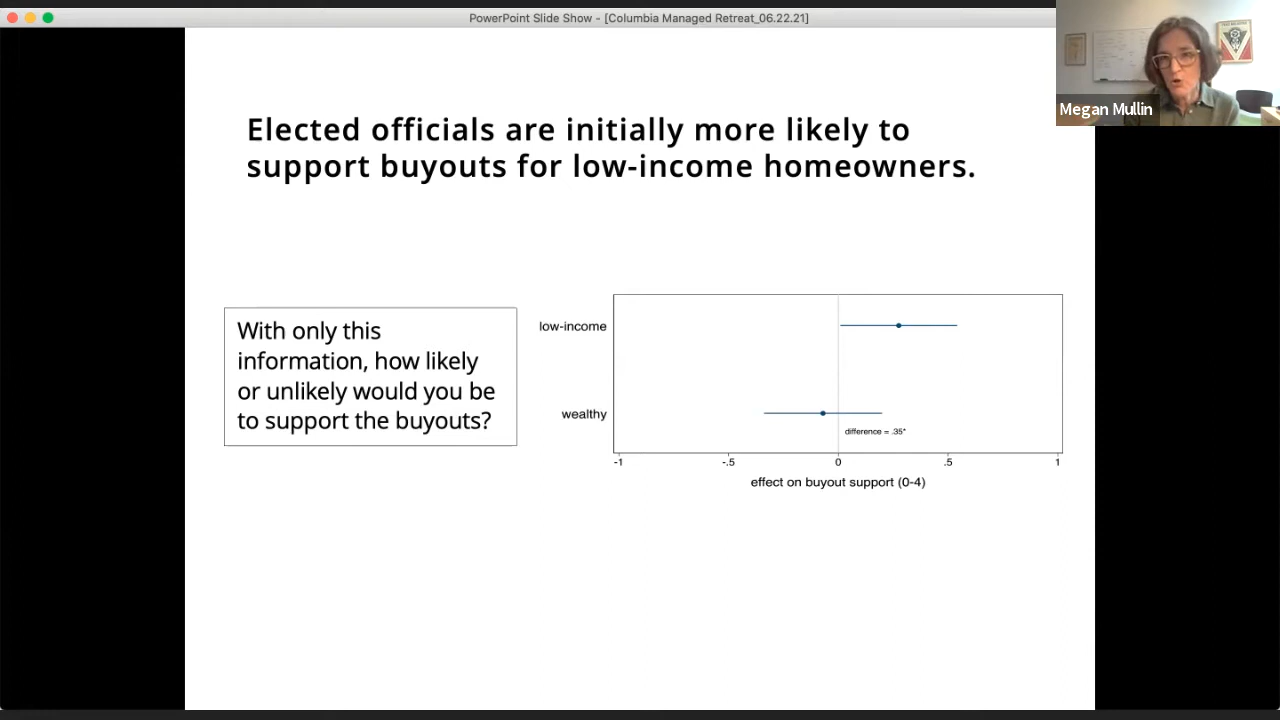 PowerPoint Slide Show - [Columbia Managed Retreat_06.22.21]
Megan Mullin
Elected officials are initially more likely to
support buyouts for low-income homeowners.
With only this
information, how likely
or unlikely would you be
to support the buyouts?
low-income
wealthy
difference = .35*
-1 -.5 0 .5 1
effect on buyout support (0-4)